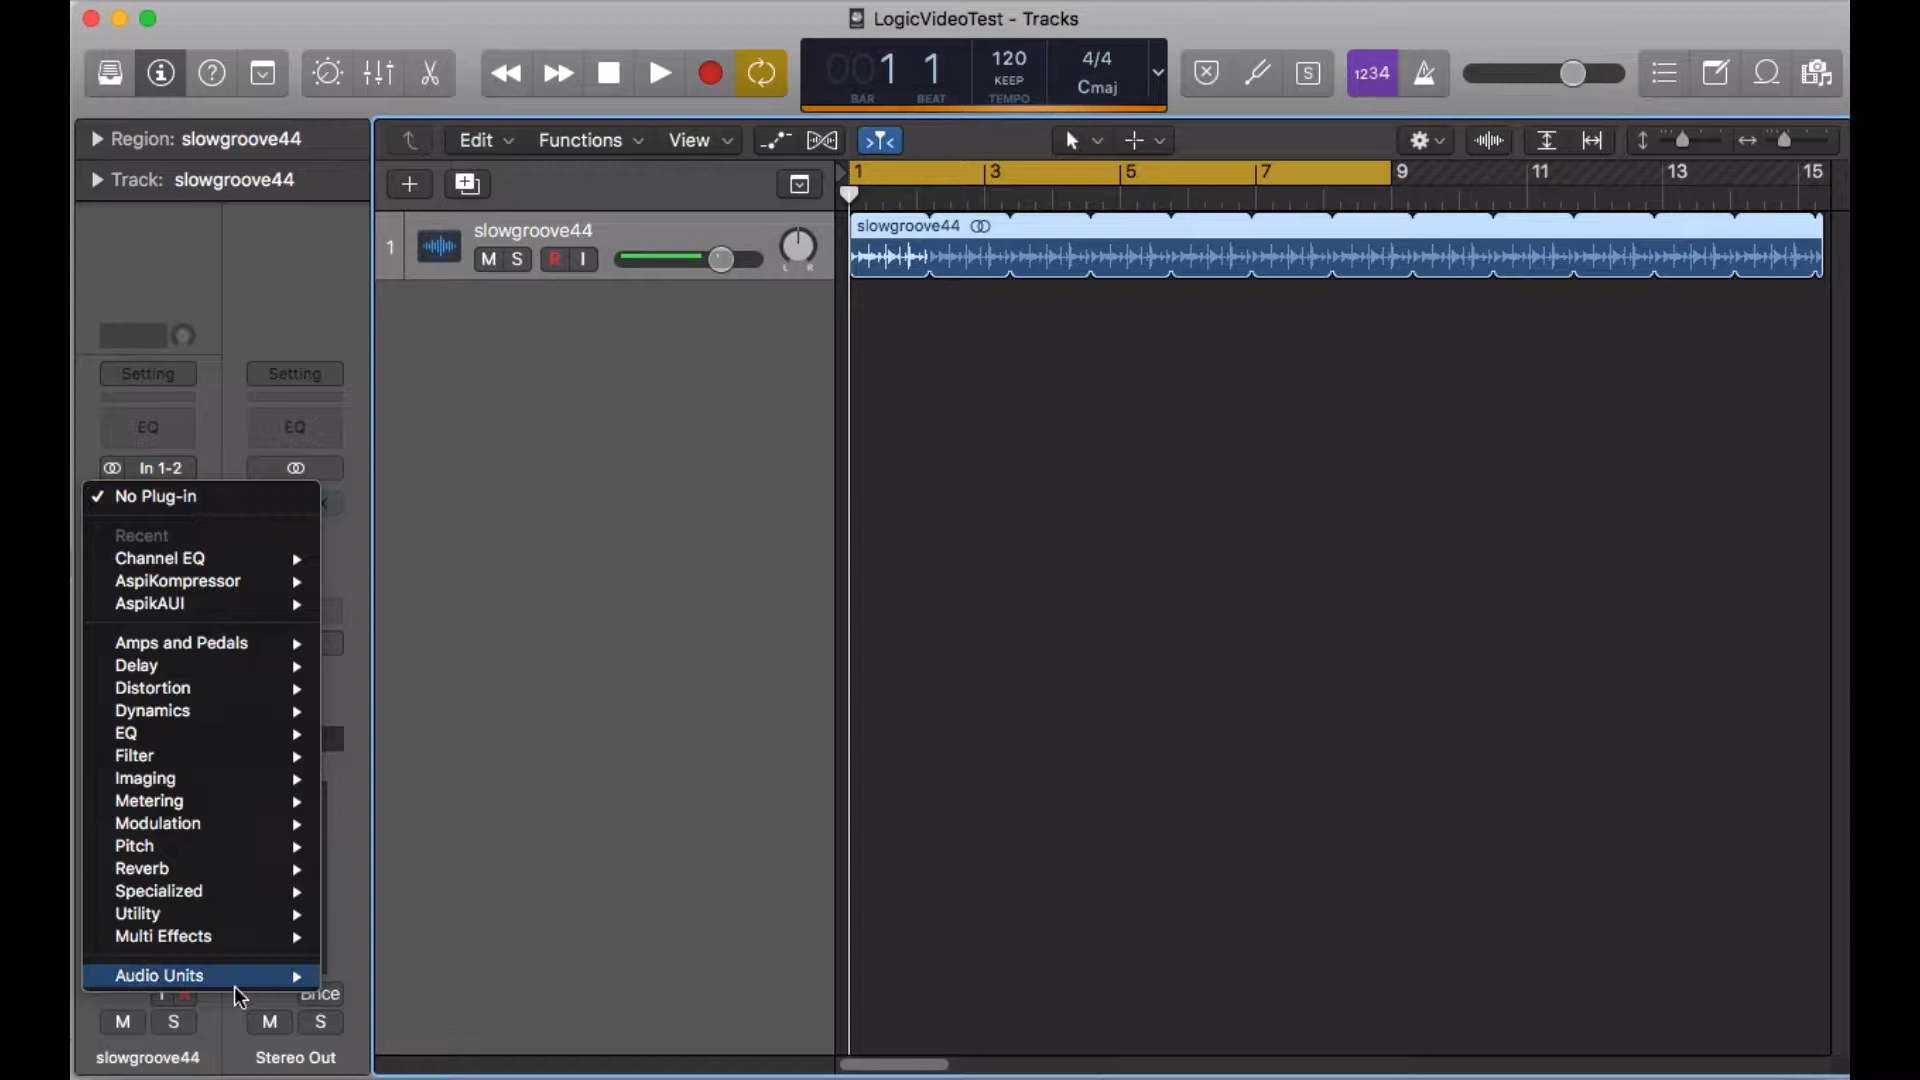 LogicVideoTest - Tracks
001 1 120 4/4
KEEP Cmaj
BAR BEAT TEMPO
S 1234
Region: slowgroove44
Edit Functions View
Track: slowgroove44
1 3 5 7 9 11 13 15
1 slowgroove44
M S R I
L R
slowgroove44
Setting Setting
EQ EQ
In 1-2
✓ No Plug-in
Recent
Channel EQ
AspiKompressor
AspikAUI
Amps and Pedals
Delay
Distortion
Dynamics
EQ
Filter
Imaging
Metering
Modulation
Pitch
Reverb
Specialized
Utility
Multi Effects
Audio Units
I R Bnce
M S M S
slowgroove44 Stereo Out